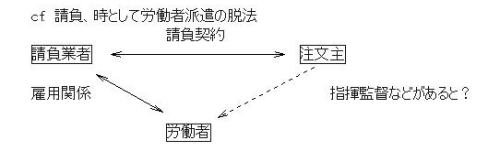 cf 請負、時として労働者派遣の脱法
請負契約
請負業者
注文主
雇用関係
指揮監督などがあると？
労働者